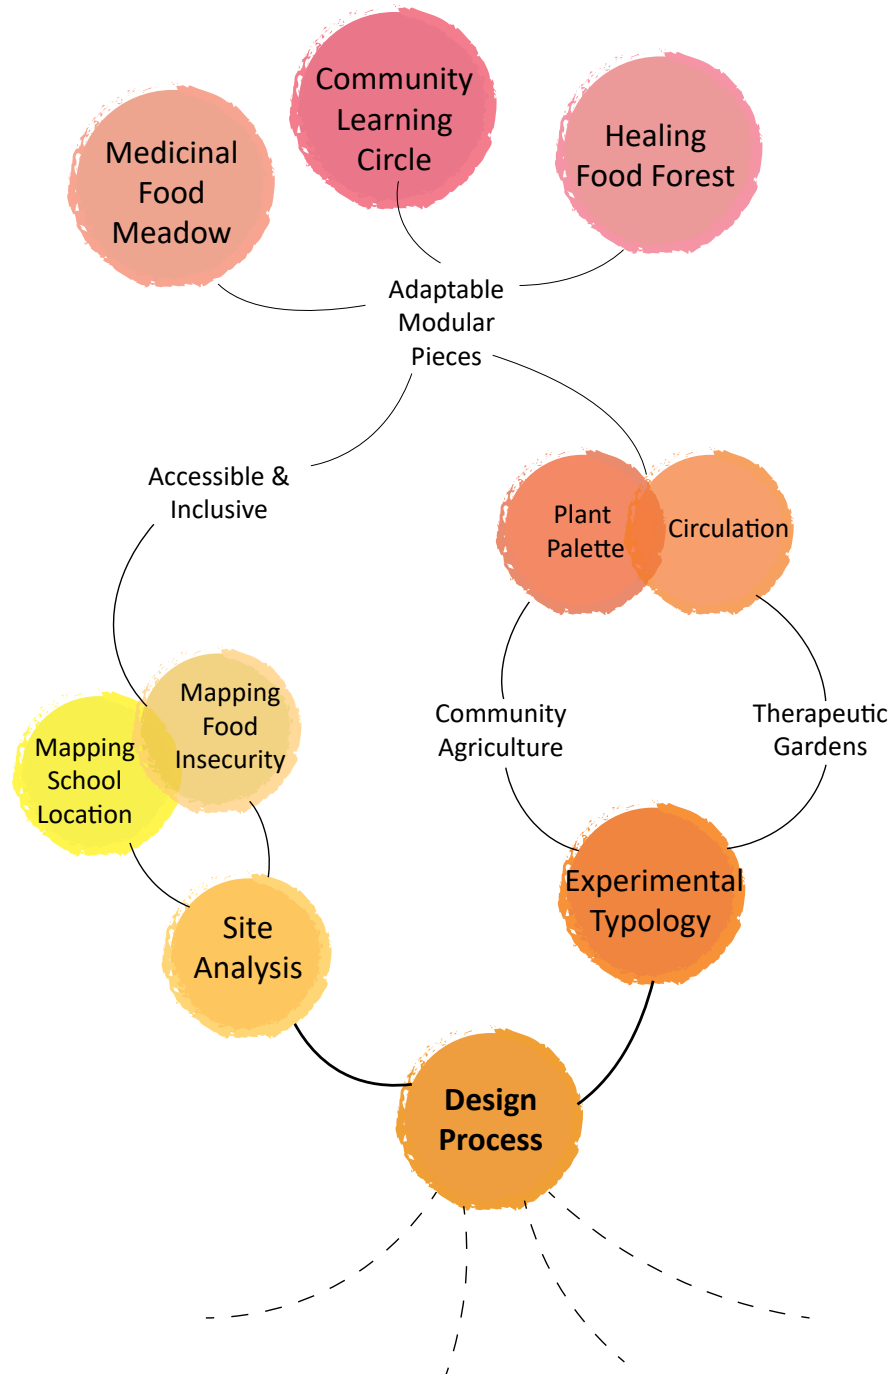 Community
Learning
Circle
Medicinal
Food
Meadow
Healing
Food Forest
Adaptable
Modular
Pieces
Accessible &
Inclusive
Plant
Palette
Circulation
Mapping
Food
Insecurity
Mapping
School
Location
Community
Agriculture
Therapeutic
Gardens
Experimental
Typology
Site
Analysis
Design
Process